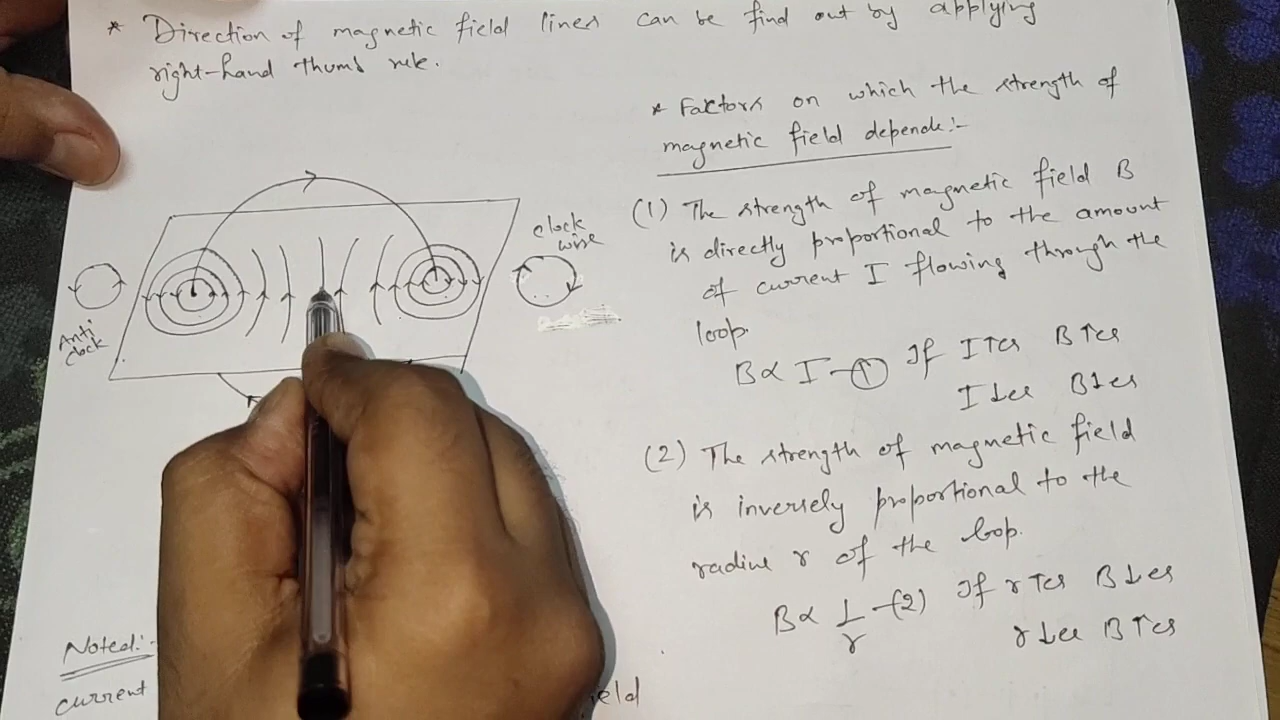 * Direction of magnetic field lines can be find out by applying
right-hand thumb rule.
* Factors on which the strength of
magnetic field depends:-
(1) The strength of magnetic field B
is directly proportional to the amount
of current I flowing through the
loop.
B∝ I -① If I↑es B↑es
I↓es B↓es
(2) The strength of magnetic field
is inversely proportional to the
radius r of the loop.
B∝ 1/r -(2) If r↑es B↓es
r↓es B↑es
clock
wise
Anti
clock
Noted:-
current